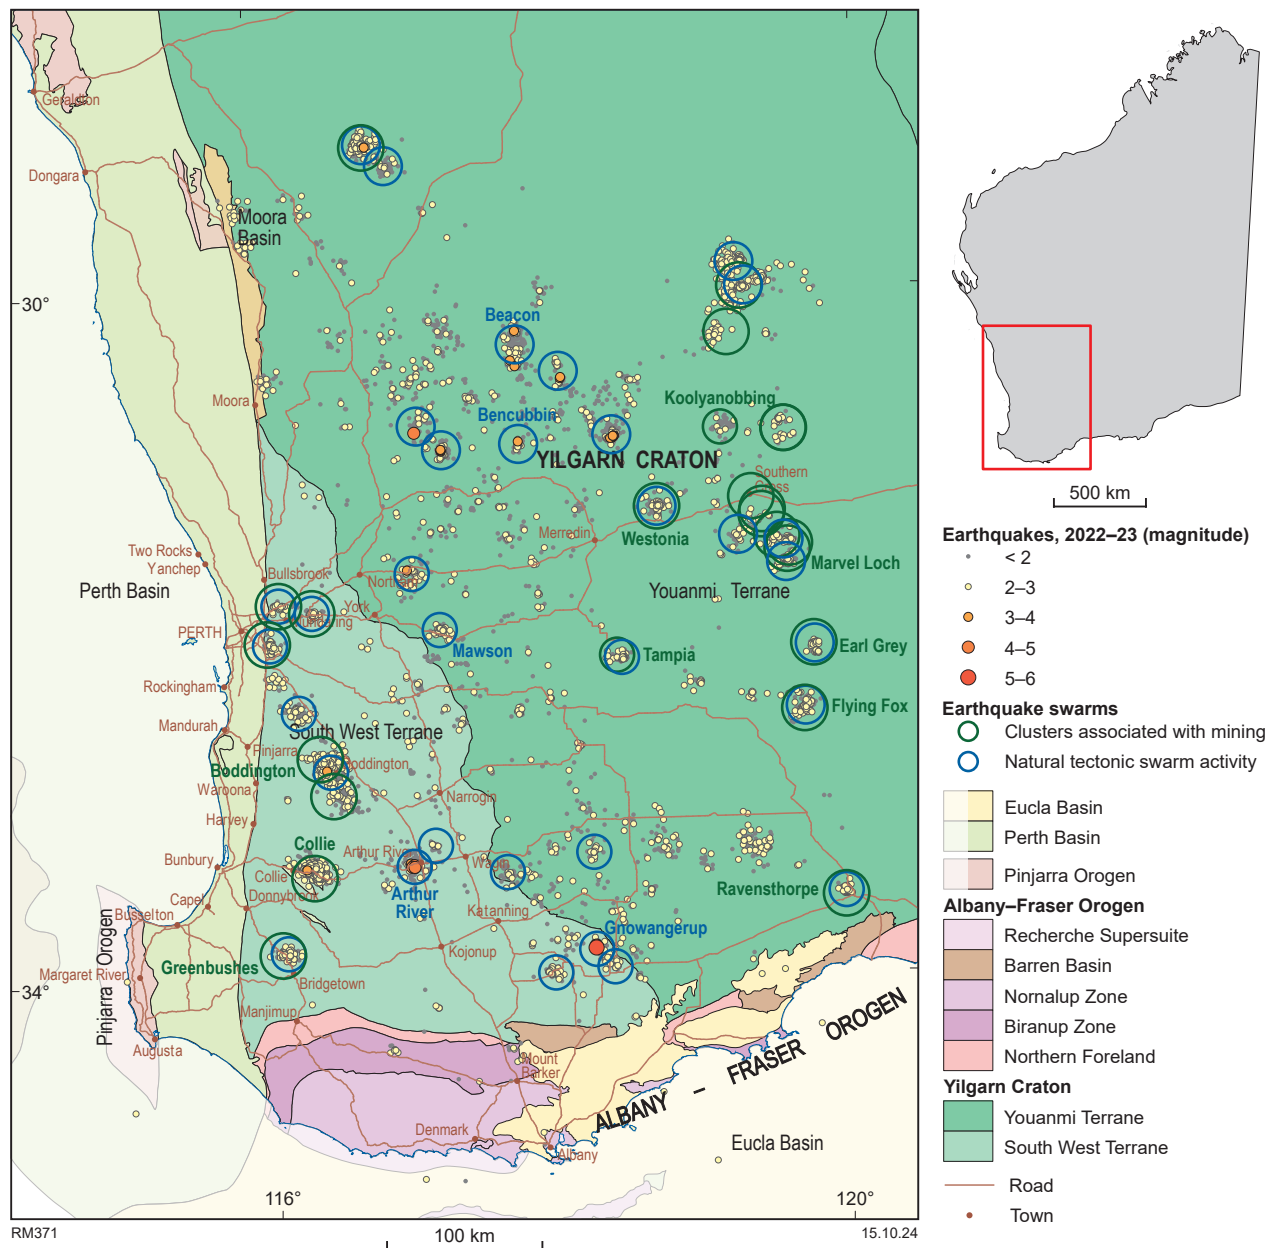 Geraldton
Dongara
Moora
Basin
30°
Beacon
Koolyanobbing
Moora
Bencubbin
YILGARN CRATON
Southern
Cross
Merredin
Westonia
Two Rocks
Yanchep
Bullsbrook
Marvel Loch
Perth Basin
Youanmi Terrane
York
PERTH
Mundaring
Mawson
Tampia
Earl Grey
Rockingham
Flying Fox
Mandurah
South West Terrane
Pinjarra
Boddington
Boddington
Waroona
Narrogin
Harvey
Collie
Arthur River
Bunbury
Collie
Wagin
Ravensthorpe
Arthur
River
Donnybrook
Capel
Busselton
Katanning
Gnowangerup
Kojonup
Greenbushes
Margaret River
Bridgetown
34°
Pinjarra Orogen
Manjimup
Augusta
Mount
Barker
ALBANY – FRASER OROGEN
Denmark
Albany
Eucla Basin
116°
120°
RM371
100 km
15.10.24
500 km
Earthquakes, 2022–23 (magnitude)
< 2
2–3
3–4
4–5
5–6
Earthquake swarms
Clusters associated with mining
Natural tectonic swarm activity
Eucla Basin
Perth Basin
Pinjarra Orogen
Albany–Fraser Orogen
Recherche Supersuite
Barren Basin
Nornalup Zone
Biranup Zone
Northern Foreland
Yilgarn Craton
Youanmi Terrane
South West Terrane
Road
Town